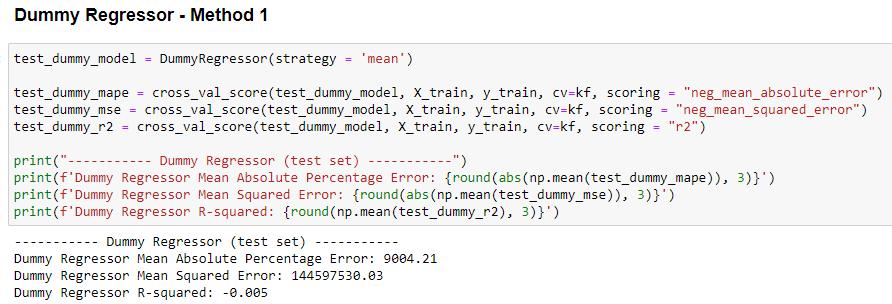 Dummy Regressor - Method 1
test_dummy_model = DummyRegressor(strategy = 'mean')
test_dummy_mape = cross_val_score(test_dummy_model, X_train, y_train, cv=kf, scoring = "neg_mean_absolute_error")
test_dummy_mse = cross_val_score(test_dummy_model, X_train, y_train, cv=kf, scoring = "neg_mean_squared_error")
test_dummy_r2 = cross_val_score(test_dummy_model, X_train, y_train, cv=kf, scoring = "r2")
print("----------- Dummy Regressor (test set) -----------")
print(f'Dummy Regressor Mean Absolute Percentage Error: {round(abs(np.mean(test_dummy_mape)), 3)}')
print(f'Dummy Regressor Mean Squared Error: {round(abs(np.mean(test_dummy_mse)), 3)}')
print(f'Dummy Regressor R-squared: {round(np.mean(test_dummy_r2), 3)}')
----------- Dummy Regressor (test set) -----------
Dummy Regressor Mean Absolute Percentage Error: 9004.21
Dummy Regressor Mean Squared Error: 144597530.03
Dummy Regressor R-squared: -0.005